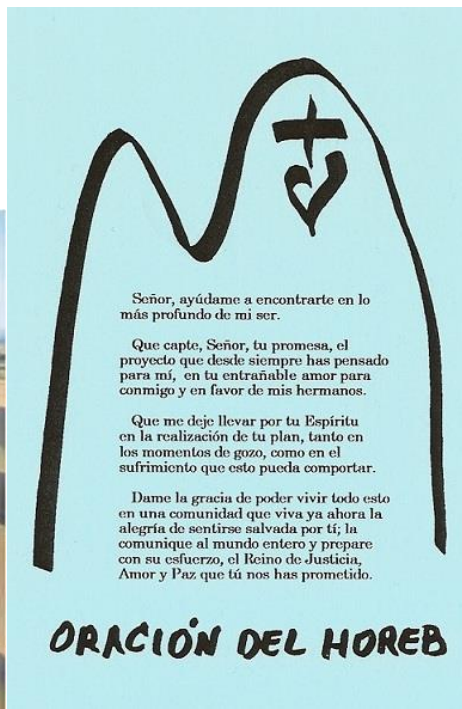 Señor, ayúdame a encontrarte en lo
más profundo de mi ser.
Que capte, Señor, tu promesa, el
proyecto que desde siempre has pensado
para mí, en tu entrañable amor para
conmigo y en favor de mis hermanos.
Que me deje llevar por tu Espíritu
en la realización de tu plan, tanto en
los momentos de gozo, como en el
sufrimiento que esto pueda comportar.
Dame la gracia de poder vivir todo esto
en una comunidad que viva ya ahora la
alegría de sentirse salvada por tí; la
comunique al mundo entero y prepare
con su esfuerzo, el Reino de Justicia,
Amor y Paz que tú nos has prometido.
ORACIÓN DEL HOREB